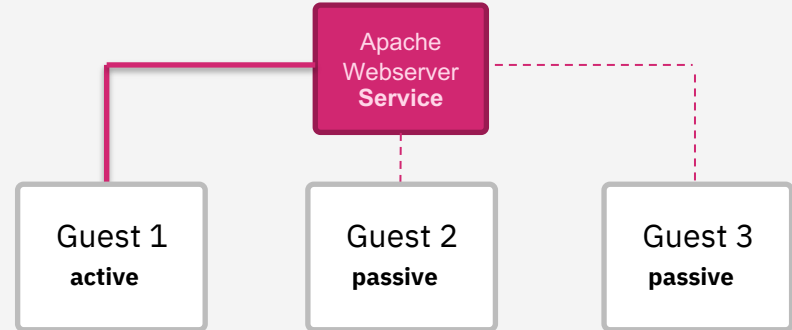 Apache
Webserver
Service
Guest 1
active
Guest 2
passive
Guest 3
passive